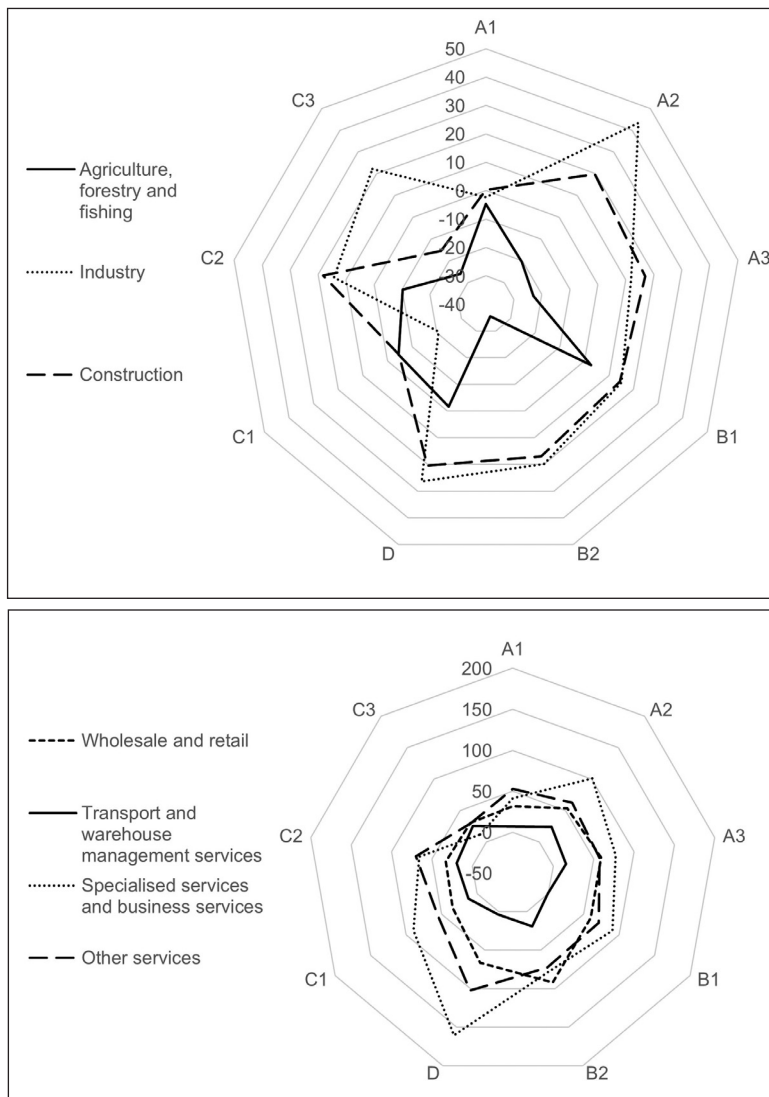 A1
50
40
30
20
10
0
-10
-20
-30
-40
A2
A3
B1
B2
D
C1
C2
C3
Agriculture,
forestry and
fishing
Industry
Construction
A1
200
150
100
50
0
-50
A2
A3
B1
B2
D
C1
C2
C3
Wholesale and retail
Transport and
warehouse
management services
Specialised services
and business services
Other services